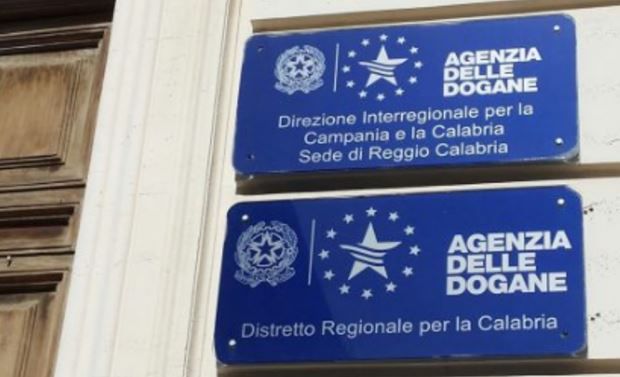 AGENZIA
DELLE
DOGANE
Direzione Interregionale per la
Campania e la Calabria
Sede di Reggio Calabria
AGENZIA
DELLE
DOGANE
Distretto Regionale per la Calabria